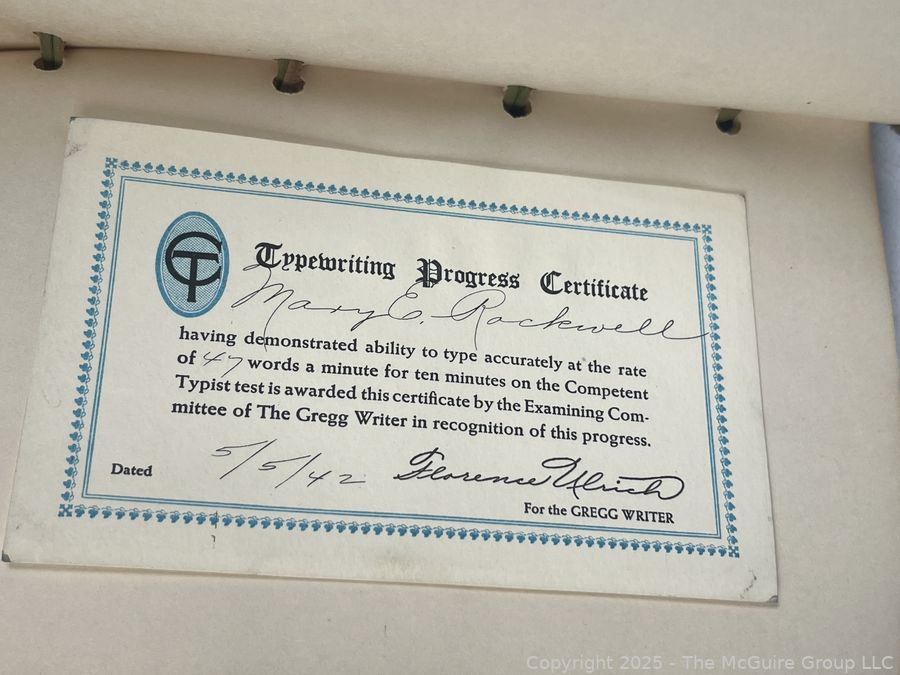 CT
Typewriting Progress Certificate
Mary E. Rockwell
having demonstrated ability to type accurately at the rate
of 47 words a minute for ten minutes on the Competent
Typist test is awarded this certificate by the Examining Com-
mittee of The Gregg Writer in recognition of this progress.
Dated 5/5/42 Florence Ulrich
For the GREGG WRITER
Copyright 2025 - The McGuire Group LLC